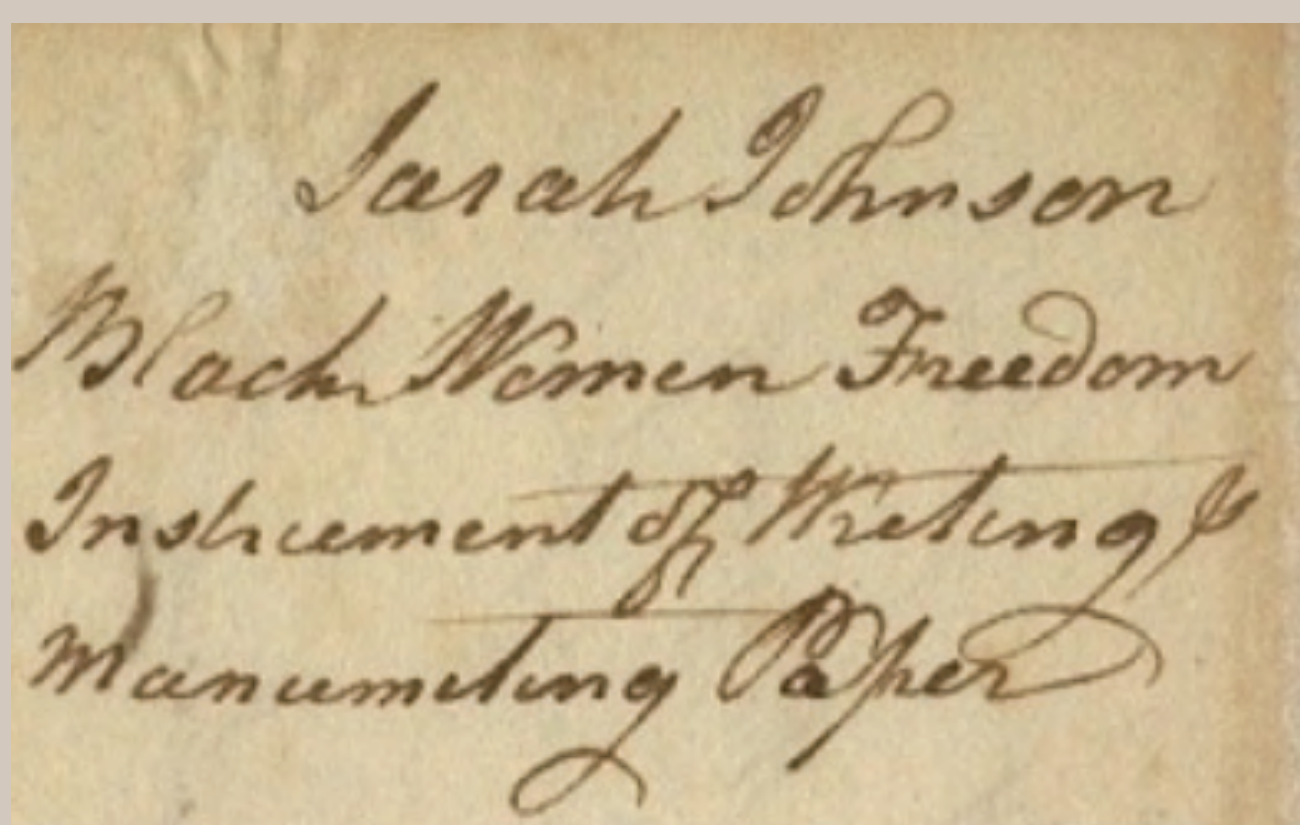 Sarah Johnson
Black Women Freedom
Instrument of Writing &
Manumiting Paper